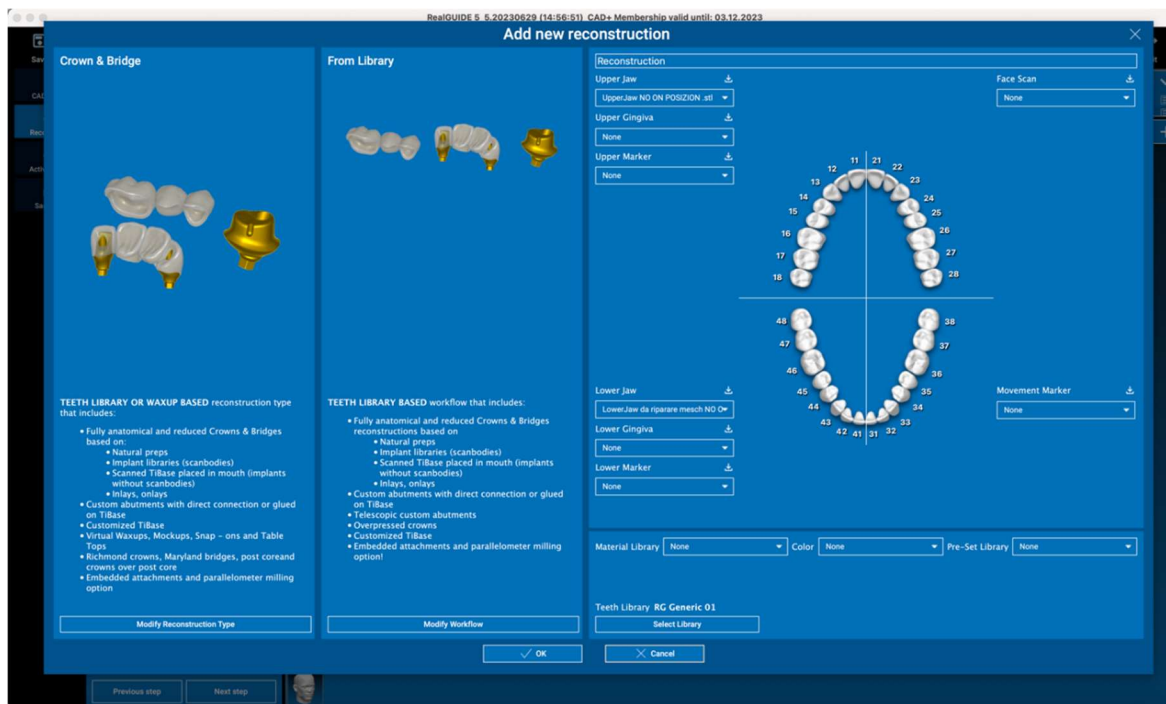 RealGUIDE 5 5.20230629 (14:56:51) CAD+ Membership valid until: 03.12.2023
Add new reconstruction
Crown & Bridge
TEETH LIBRARY OR WAXUP BASED reconstruction type
that includes:
• Fully anatomical and reduced Crowns & Bridges
based on:
• Natural preps
• Implant libraries (scanbodies)
• Scanned TiBase placed in mouth (implants
without scanbodies)
• Inlays, onlays
• Custom abutments with direct connection or glued
on TiBase
• Customized TiBase
• Virtual Waxups, Mockups, Snap – ons and Table
Tops
• Richmond crowns, Maryland bridges, post coreand
crowns over post core
• Embedded attachments and parallelometer milling
option
Modify Reconstruction Type
From Library
TEETH LIBRARY BASED workflow that includes:
• Fully anatomical and reduced Crowns & Bridges
reconstructions based on
• Natural preps
• Implant libraries (scanbodies)
• Scanned TiBase placed in mouth (implants
without scanbodies)
• Inlays, onlays
• Custom abutments with direct connection or glued
on TiBase
• Telescopic custom abutments
• Overpressed crowns
• Customized TiBase
• Embedded attachments and parallelometer milling
option!
Modify Workflow
Reconstruction
Upper Jaw
UpperJaw NO ON POSIZION .stl
Upper Gingiva
None
Upper Marker
None
Face Scan
None
11 21
12 22
13 23
14 24
15 25
16 26
17 27
18 28
48 38
47 37
46 36
45 35
44 34
43 33
42 41 31 32
Lower Jaw
LowerJaw da riparare mesch NO O
Lower Gingiva
None
Lower Marker
None
Movement Marker
None
Material Library None Color None Pre-Set Library None
Teeth Library RG Generic 01
Select Library
OK Cancel
Previous step Next step